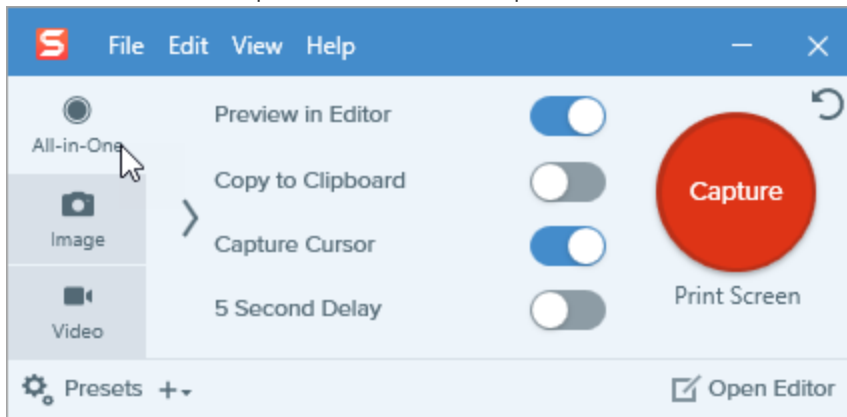 File Edit View Help
All-in-One
Image
Video
Preview in Editor
Copy to Clipboard
Capture Cursor
5 Second Delay
Capture
Print Screen
Presets
Open Editor